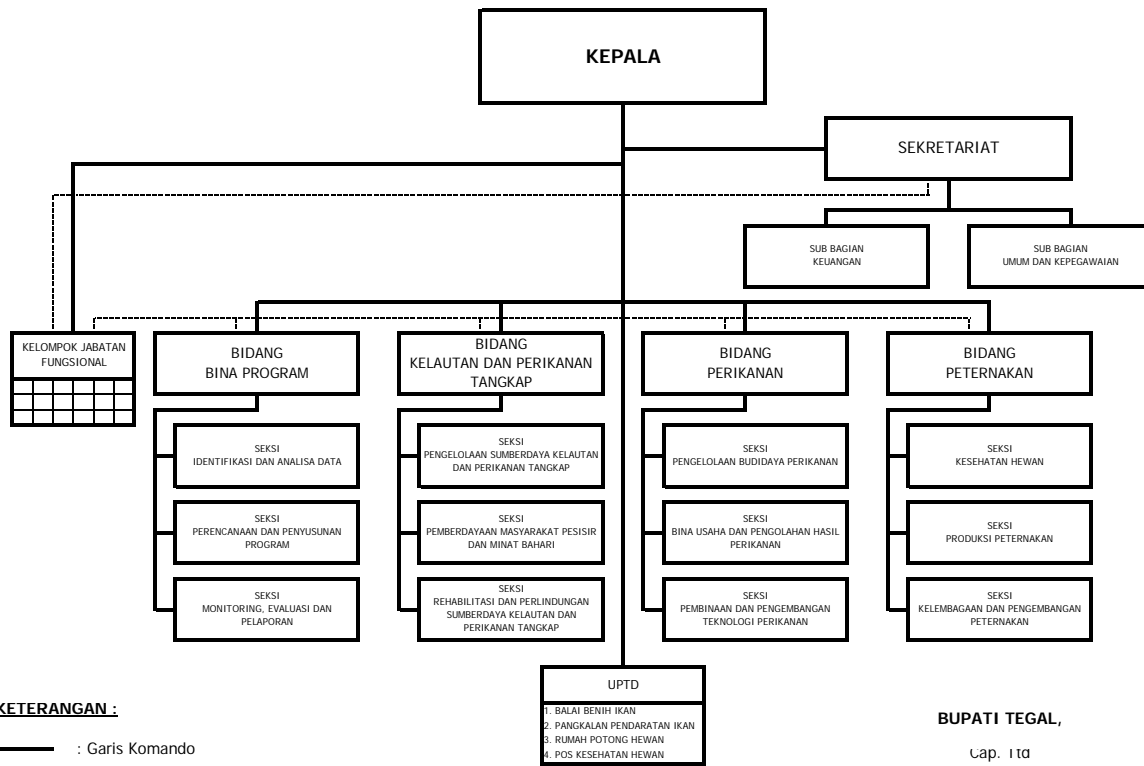 KEPALA
SEKRETARIAT
SUB BAGIAN
KEUANGAN
SUB BAGIAN
UMUM DAN KEPEGAWAIAN
KELOMPOK JABATAN
FUNGSIONAL
BIDANG
BINA PROGRAM
BIDANG
KELAUTAN DAN PERIKANAN
TANGKAP
BIDANG
PERIKANAN
BIDANG
PETERNAKAN
SEKSI
IDENTIFIKASI DAN ANALISA DATA
SEKSI
PENGELOLAAN SUMBERDAYA KELAUTAN
DAN PERIKANAN TANGKAP
SEKSI
PENGELOLAAN BUDIDAYA PERIKANAN
SEKSI
KESEHATAN HEWAN
SEKSI
PERENCANAAN DAN PENYUSUNAN
PROGRAM
SEKSI
PEMBERDAYAAN MASYARAKAT PESISIR
DAN MINAT BAHARI
SEKSI
BINA USAHA DAN PENGOLAHAN HASIL
PERIKANAN
SEKSI
PRODUKSI PETERNAKAN
SEKSI
MONITORING, EVALUASI DAN
PELAPORAN
SEKSI
REHABILITASI DAN PERLINDUNGAN
SUMBERDAYA KELAUTAN DAN
PERIKANAN TANGKAP
SEKSI
PEMBINAAN DAN PENGEMBANGAN
TEKNOLOGI PERIKANAN
SEKSI
KELEMBAGAAN DAN PENGEMBANGAN
PETERNAKAN
UPTD
1. BALAI BENIH IKAN
2. PANGKALAN PENDARATAN IKAN
3. RUMAH POTONG HEWAN
4. POS KESEHATAN HEWAN
KETERANGAN :
: Garis Komando
BUPATI TEGAL,
Cap. Ttd